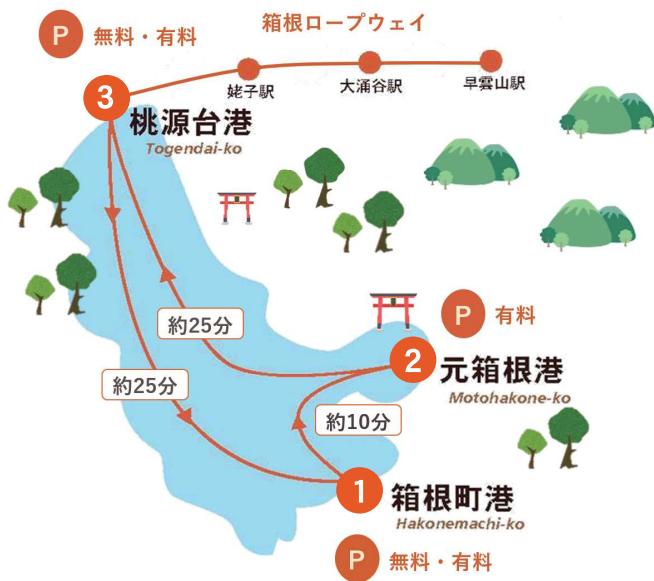 P 無料・有料
箱根ロープウェイ
姥子駅
大涌谷駅
早雲山駅
3
桃源台港
Togendai-ko
約25分
約25分
P 有料
2
元箱根港
Motohakone-ko
約10分
1
箱根町港
Hakonemachi-ko
P 無料・有料